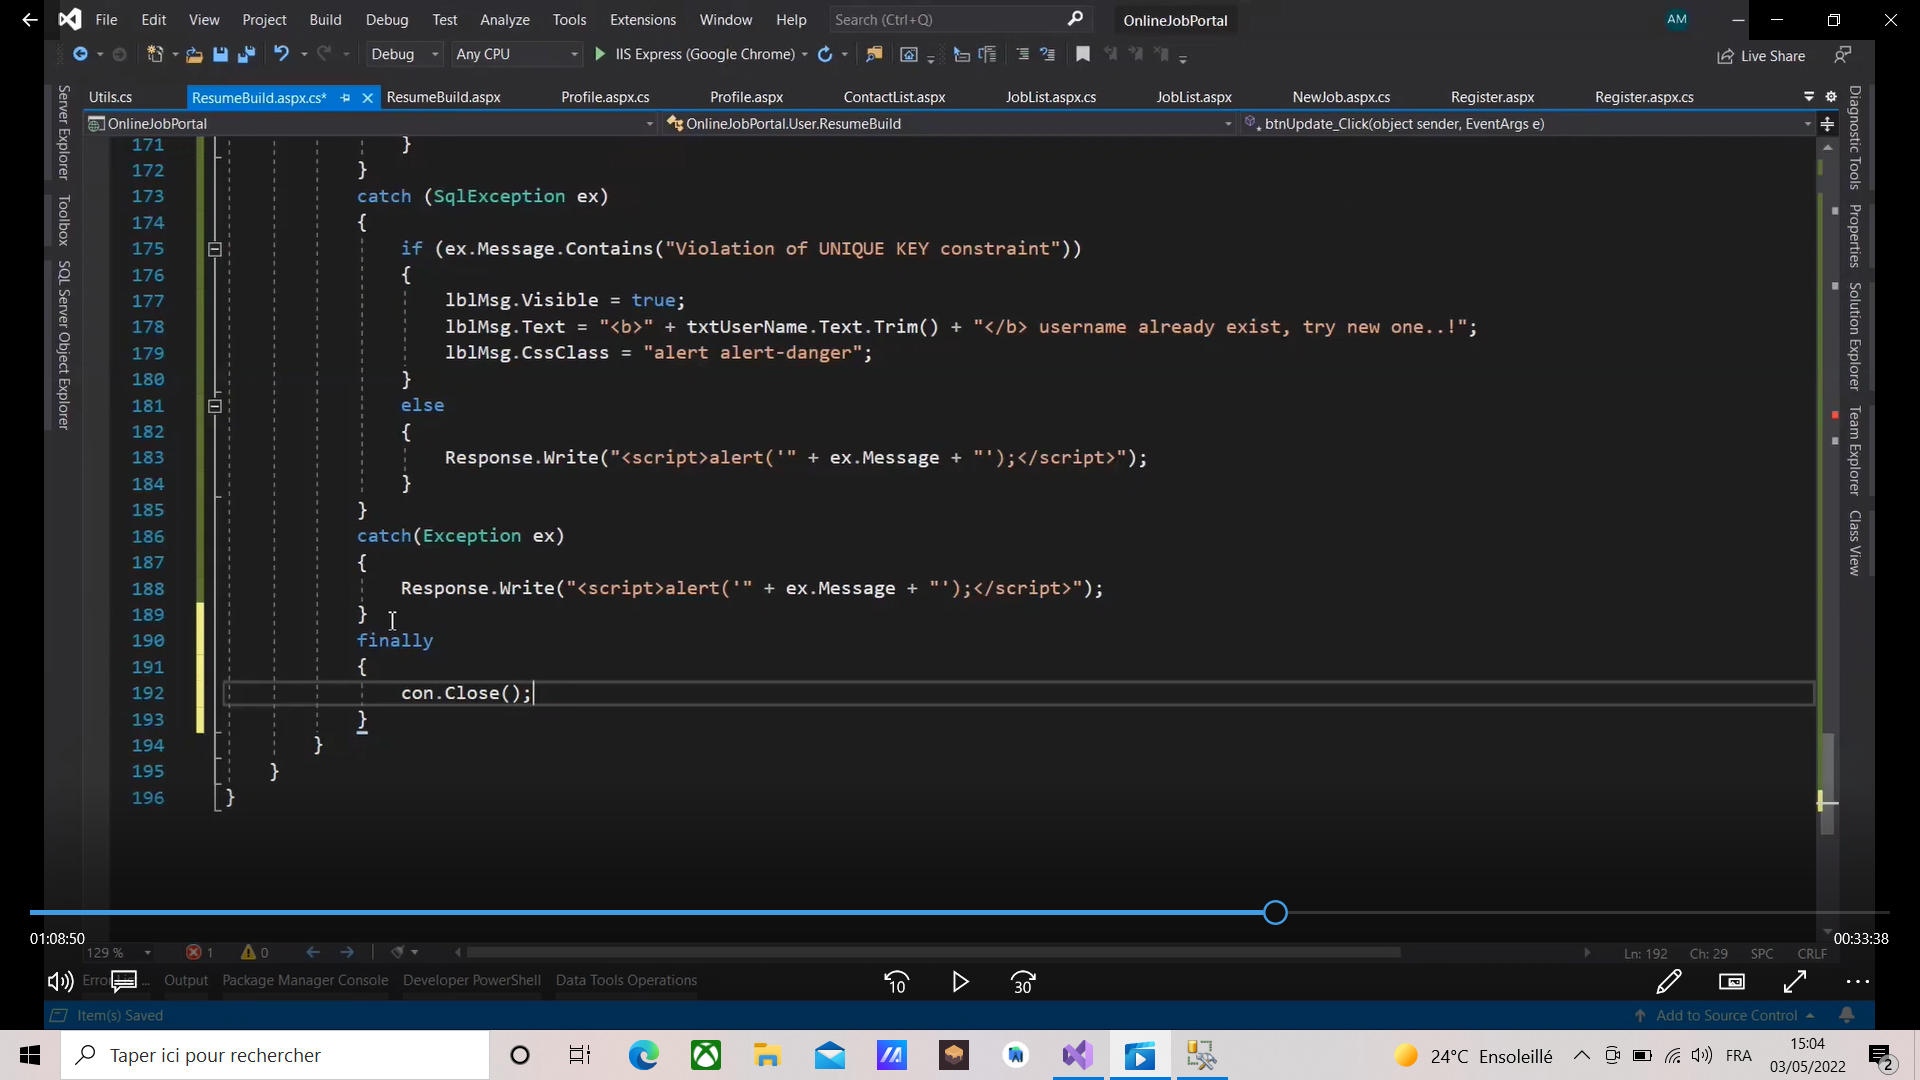 File Edit View Project Build Debug Test Analyze Tools Extensions Window Help Search (Ctrl+Q) OnlineJobPortal AM
Debug Any CPU IIS Express (Google Chrome) Live Share
Utils.cs ResumeBuild.aspx.cs* ResumeBuild.aspx Profile.aspx.cs Profile.aspx ContactList.aspx JobList.aspx.cs JobList.aspx NewJob.aspx.cs Register.aspx Register.aspx.cs
OnlineJobPortal OnlineJobPortal.User.ResumeBuild btnUpdate_Click(object sender, EventArgs e)
Server Explorer
Toolbox
SQL Server Object Explorer
171 }
172 }
173 catch (SqlException ex)
174 {
175 if (ex.Message.Contains("Violation of UNIQUE KEY constraint"))
176 {
177 lblMsg.Visible = true;
178 lblMsg.Text = "<b>" + txtUserName.Text.Trim() + "</b> username already exist, try new one..!";
179 lblMsg.CssClass = "alert alert-danger";
180 }
181 else
182 {
183 Response.Write("<script>alert('" + ex.Message + "');</script>");
184 }
185 }
186 catch(Exception ex)
187 {
188 Response.Write("<script>alert('" + ex.Message + "');</script>");
189 }
190 finally
191 {
192 con.Close();
193 }
194 }
195 }
196 }
Diagnostic Tools
Properties
Solution Explorer
Team Explorer
Class View
01:08:50 00:33:38
129 % 1 0 Ln: 192 Ch: 29 SPC CRLF
10 30
Output Package Manager Console Developer PowerShell Data Tools Operations
Item(s) Saved Add to Source Control
Taper ici pour rechercher 24°C Ensoleillé FRA 15:04
03/05/2022 2